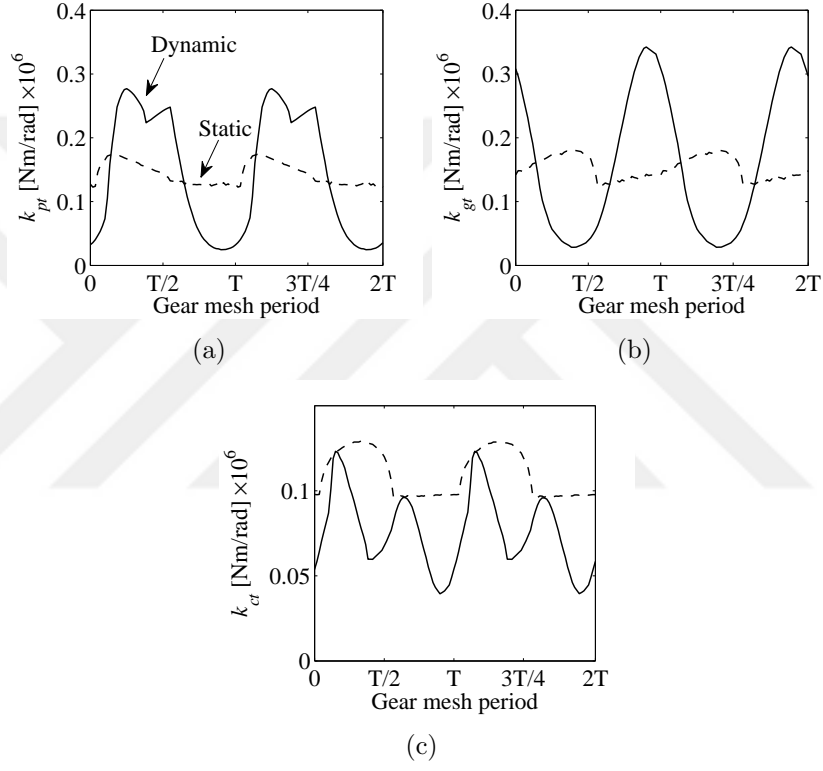 0.4
0.3
0.2
0.1
0
k_pt [Nm/rad] ×10^6
Dynamic
Static
0 T/2 T 3T/4 2T
Gear mesh period
(a)
0.4
0.3
0.2
0.1
0
k_gt [Nm/rad] ×10^6
0 T/2 T 3T/4 2T
Gear mesh period
(b)
0.1
0.05
0
k_ct [Nm/rad] ×10^6
0 T/2 T 3T/4 2T
Gear mesh period
(c)